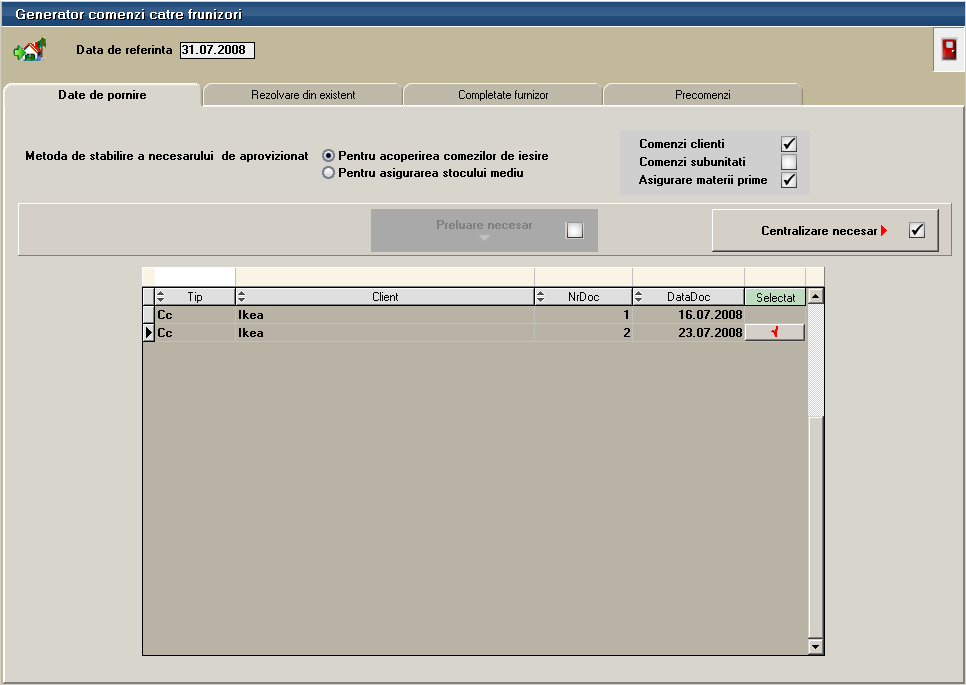 Generator comenzi catre frunizori
Data de referinta 31.07.2008
Date de pornire Rezolvare din existent Completate furnizor Precomenzi
Metoda de stabilire a necesarului de aprovizionat
Pentru acoperirea comezilor de iesire
Pentru asigurarea stocului mediu
Comenzi clienti
Comenzi subunitati
Asigurare materii prime
Preluare necesar
Centralizare necesar
Tip Client NrDoc DataDoc Selectat
Cc Ikea 1 16.07.2008
Cc Ikea 2 23.07.2008